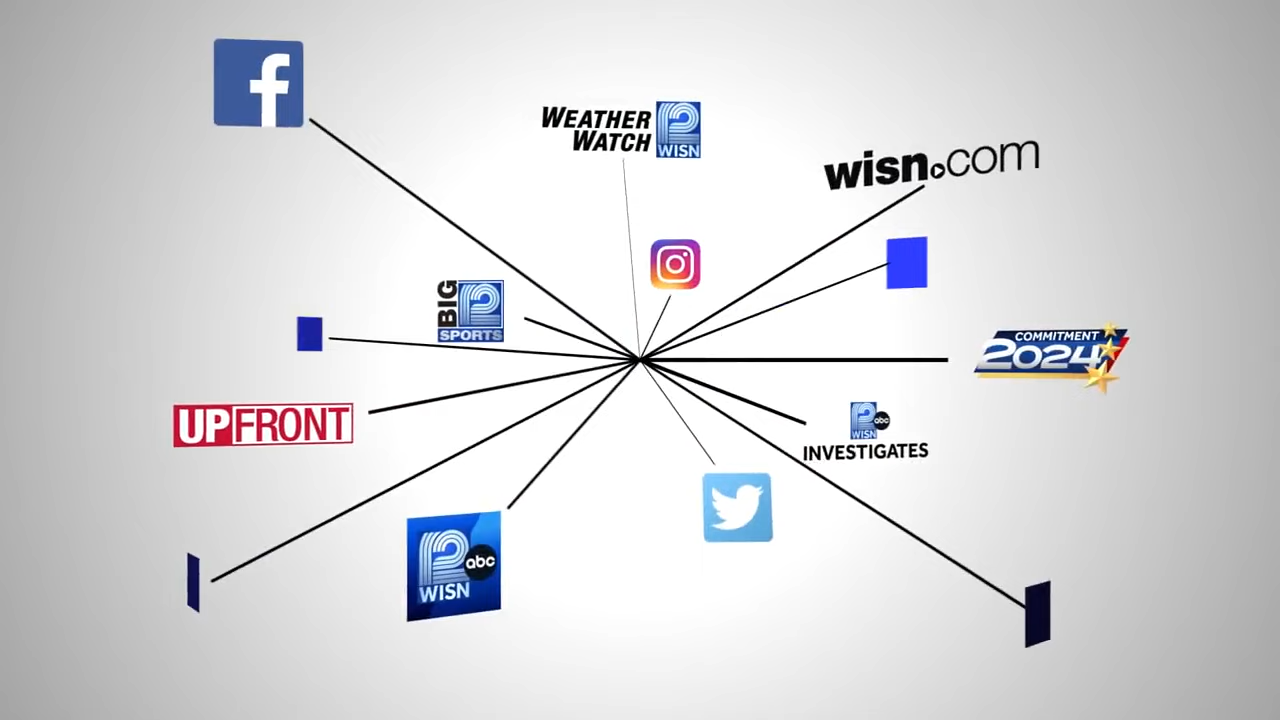 f
WEATHER
WATCH 12
WISN
wisn.com
BIG 12
SPORTS
COMMITMENT
2024
UPFRONT
12 abc
WISN
INVESTIGATES
12 abc
WISN